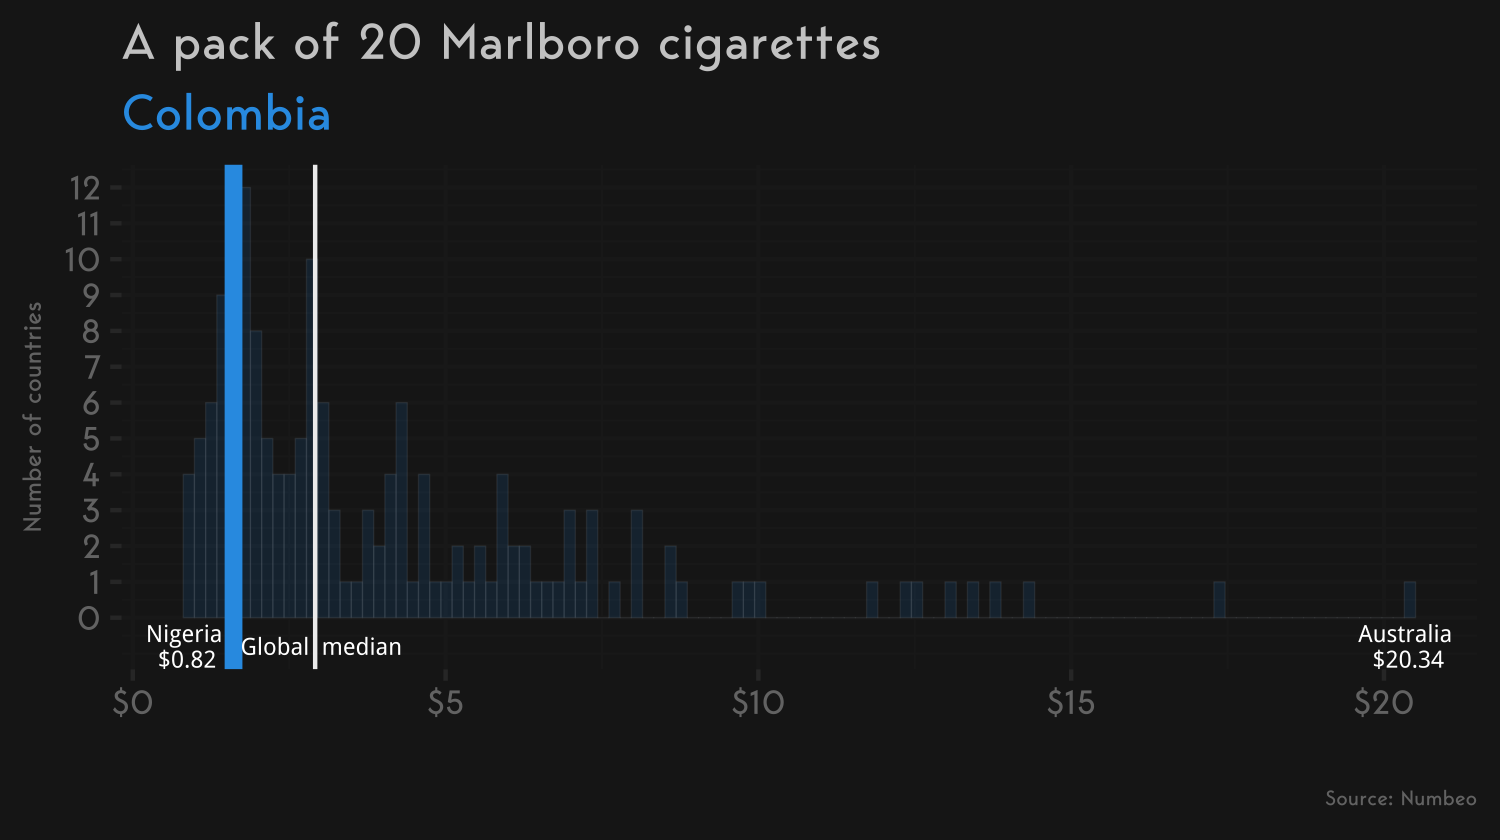 A pack of 20 Marlboro cigarettes
Colombia
Number of countries
12
11
10
9
8
7
6
5
4
3
2
1
0
Nigeria
$0.82
Global median
Australia
$20.34
$0 $5 $10 $15 $20
Source: Numbeo